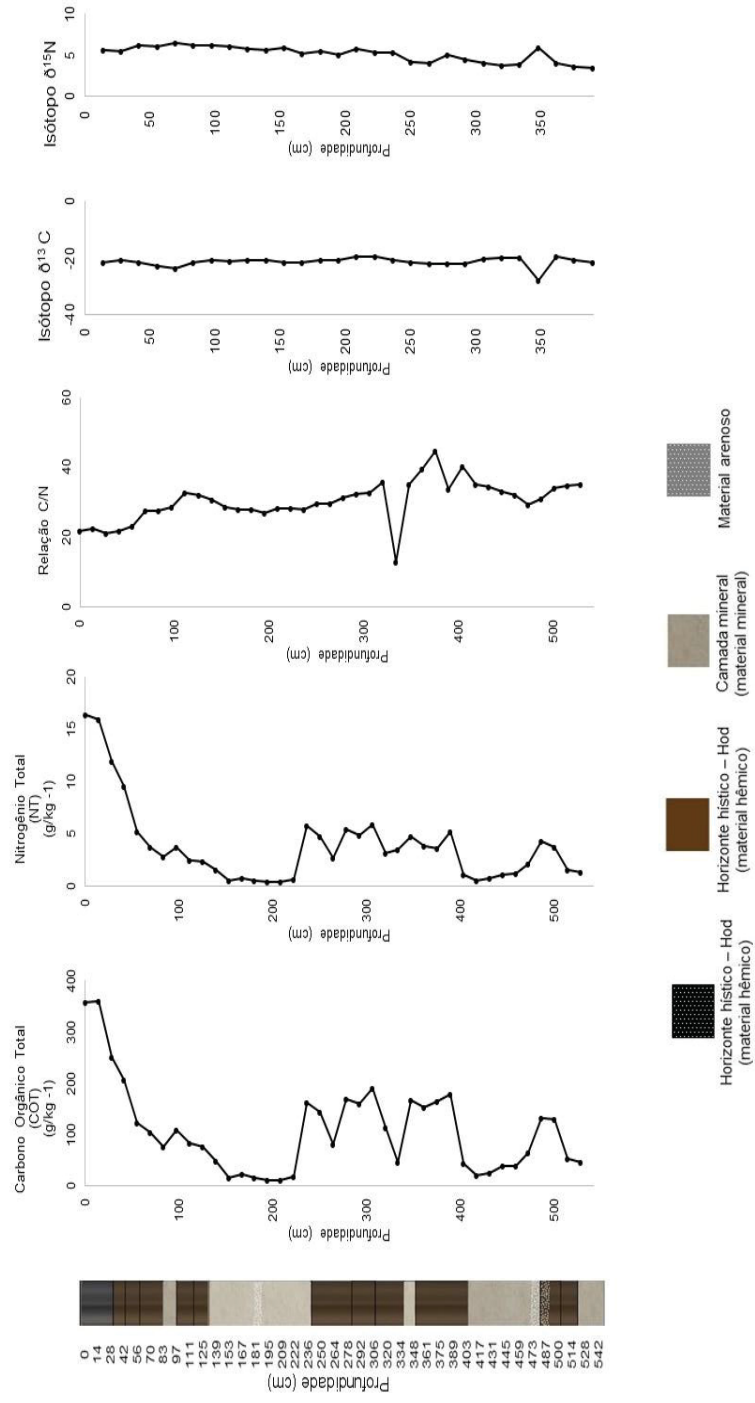 Profundidade (cm)
0
14
28
42
56
70
83
97
111
125
139
153
167
181
195
209
222
236
250
264
278
292
306
320
334
348
361
375
389
403
417
431
445
459
473
487
500
514
528
542
Carbono Orgânico Total
(COT)
(g/kg -1)
0 100 200 300 400
Profundidade (cm)
0
100
200
300
400
500
Nitrogênio Total
(NT)
(g/kg -1)
0 5 10 15 20
Profundidade (cm)
0
100
200
300
400
500
Relação C/N
0 20 40 60
Profundidade (cm)
0
100
200
300
400
500
Isótopo δ¹³ C
-40 -20 0
Profundidade (cm)
0
50
100
150
200
250
300
350
Isótopo δ¹⁵N
0 5 10
Profundidade (cm)
0
50
100
150
200
250
300
350
Horizonte hístico – Hod
(material hêmico)
Horizonte hístico – Hod
(material hêmico)
Camada mineral
(material mineral)
Material arenoso